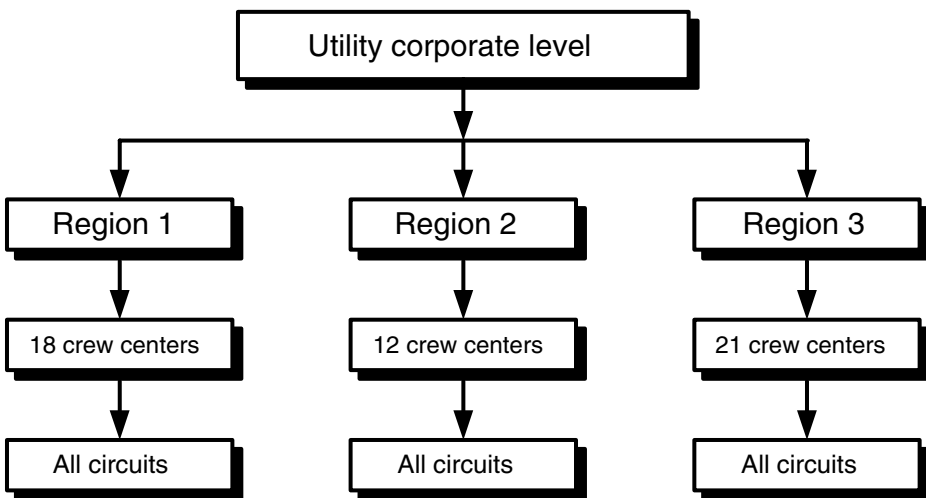 Utility corporate level
Region 1
Region 2
Region 3
18 crew centers
12 crew centers
21 crew centers
All circuits
All circuits
All circuits